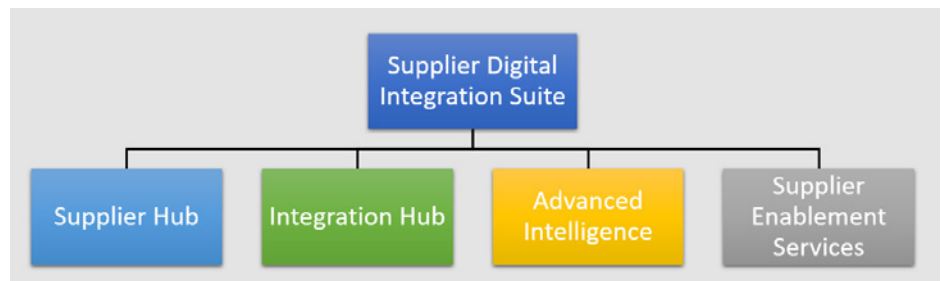 Supplier Digital
Integration Suite
Supplier Hub
Integration Hub
Advanced
Intelligence
Supplier
Enablement
Services